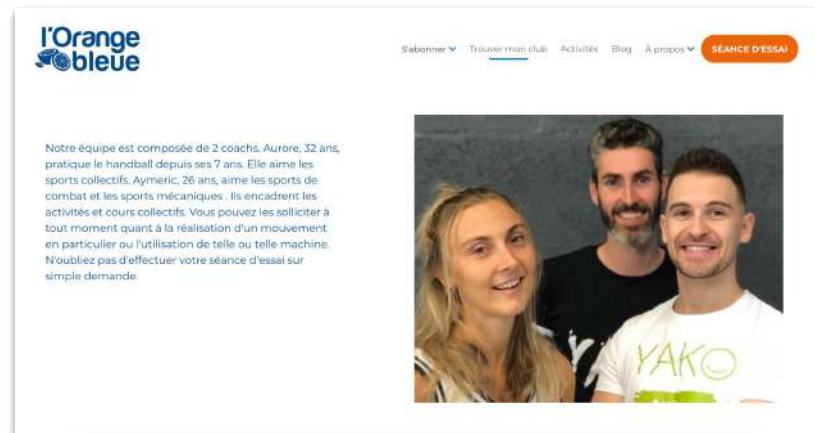 l'Orange
bleue
S'abonner Trouver mon club Activités Blog À propos SÉANCE D'ESSAI
Notre équipe est composée de 2 coachs. Aurore, 32 ans,
pratique le handball depuis ses 7 ans. Elle aime les
sports collectifs. Aymeric, 26 ans, aime les sports de
combat et les sports mécaniques . Ils encadrent les
activités et cours collectifs. Vous pouvez les solliciter à
tout moment quant à la réalisation d'un mouvement
en particulier ou l'utilisation de telle ou telle machine.
N'oubliez pas d'effectuer votre séance d'essai sur
simple demande.
YAKO